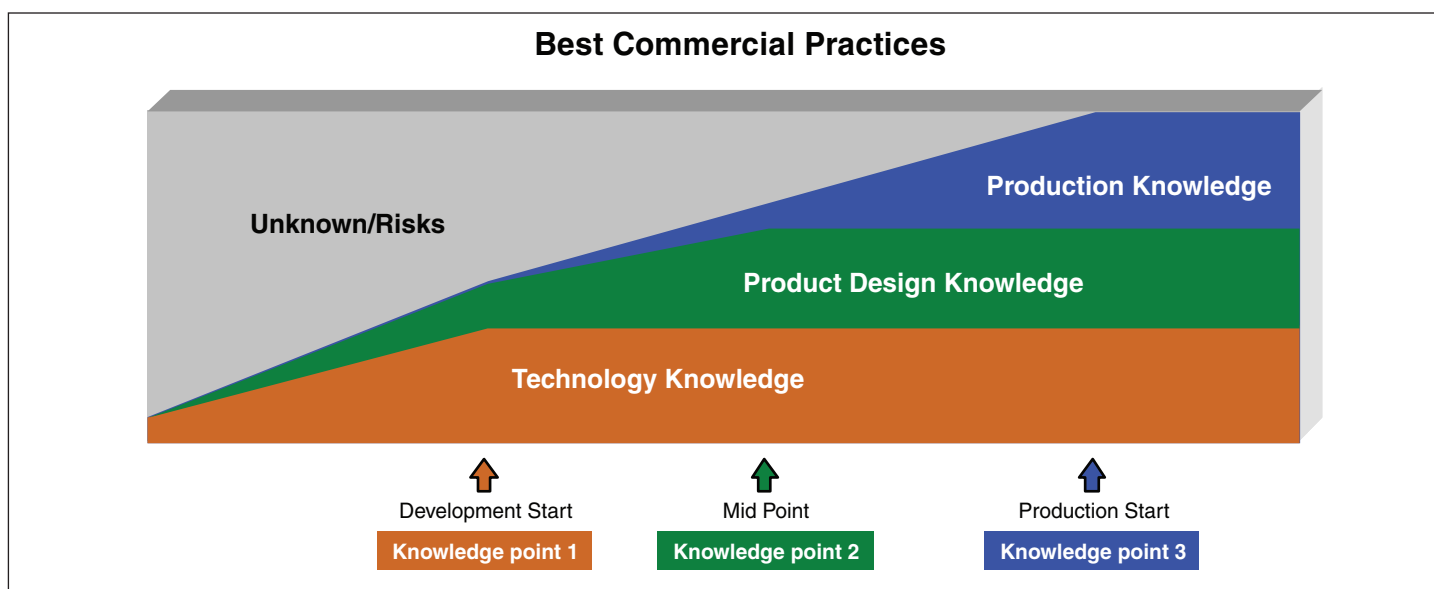 Best Commercial Practices
Unknown/Risks
Production Knowledge
Product Design Knowledge
Technology Knowledge
Development Start
Mid Point
Production Start
Knowledge point 1
Knowledge point 2
Knowledge point 3